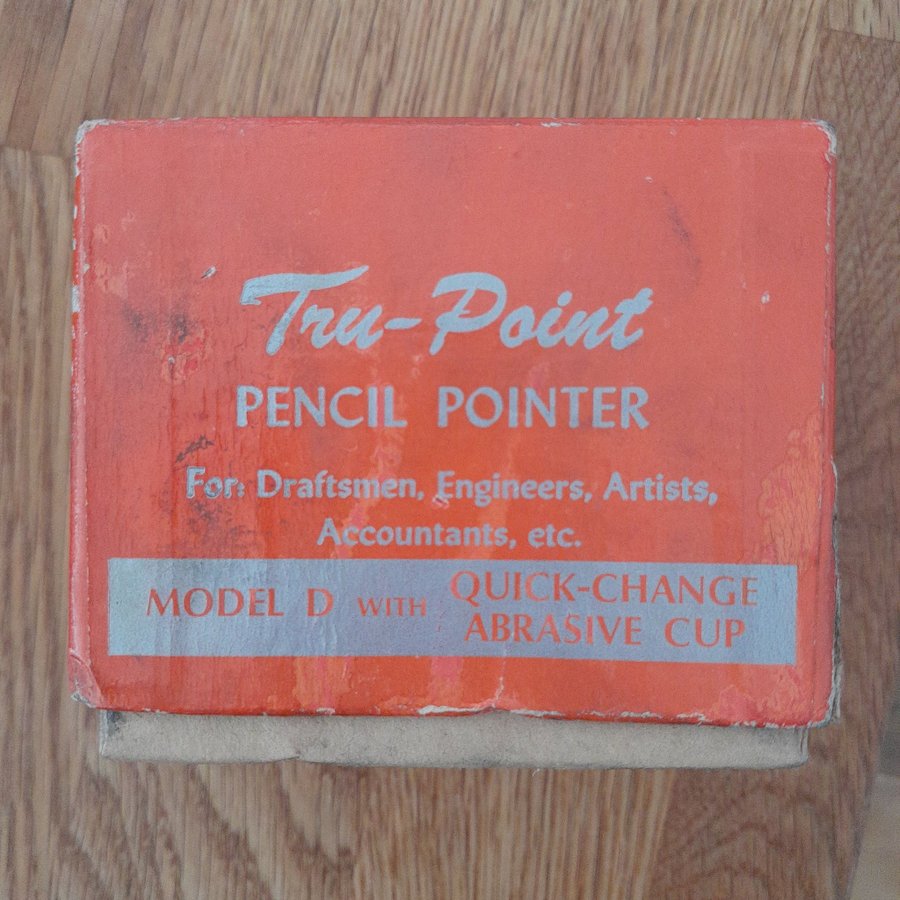 Tru-Point
PENCIL POINTER
For: Draftsmen, Engineers, Artists,
Accountants, etc.
MODEL D WITH QUICK-CHANGE
ABRASIVE CUP